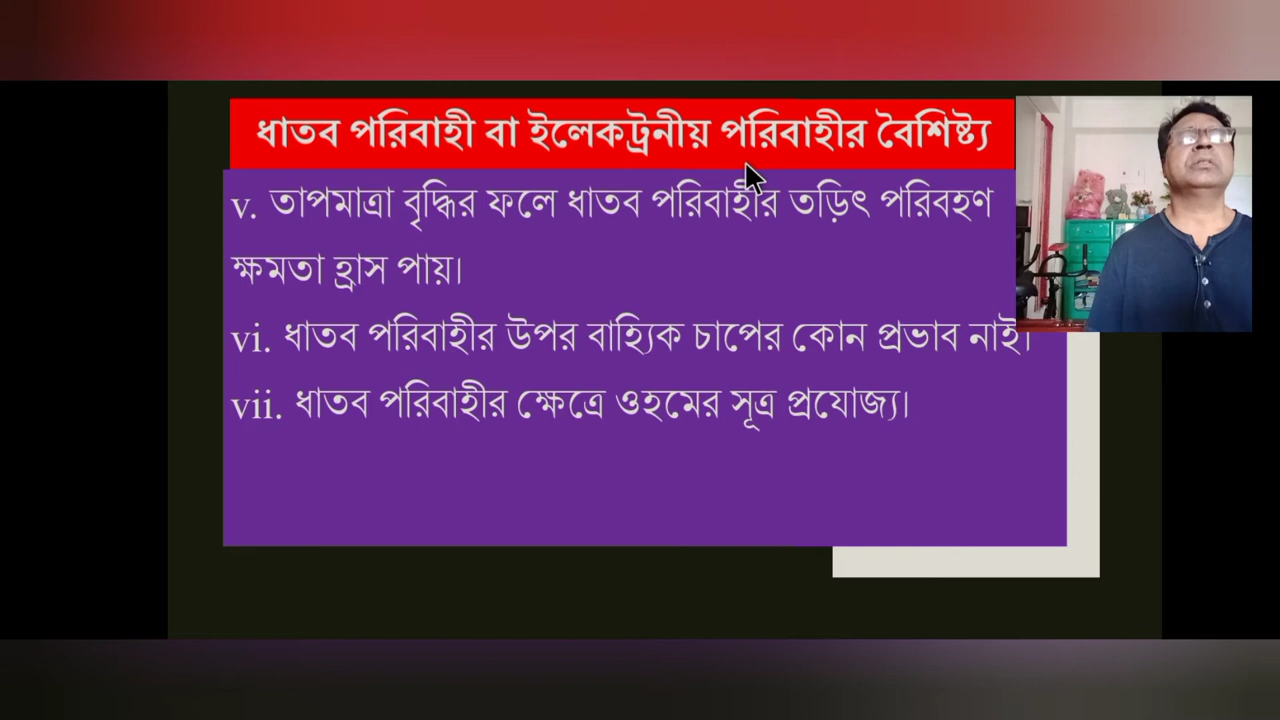 ধাতব পরিবাহী বা ইলেকট্রনীয় পরিবাহীর বৈশিষ্ট্য
v. তাপমাত্রা বৃদ্ধির ফলে ধাতব পরিবাহীর তড়িৎ পরিবহণ
ক্ষমতা হ্রাস পায়।
vi. ধাতব পরিবাহীর উপর বাহ্যিক চাপের কোন প্রভাব নাই।
vii. ধাতব পরিবাহীর ক্ষেত্রে ওহমের সূত্র প্রযোজ্য।